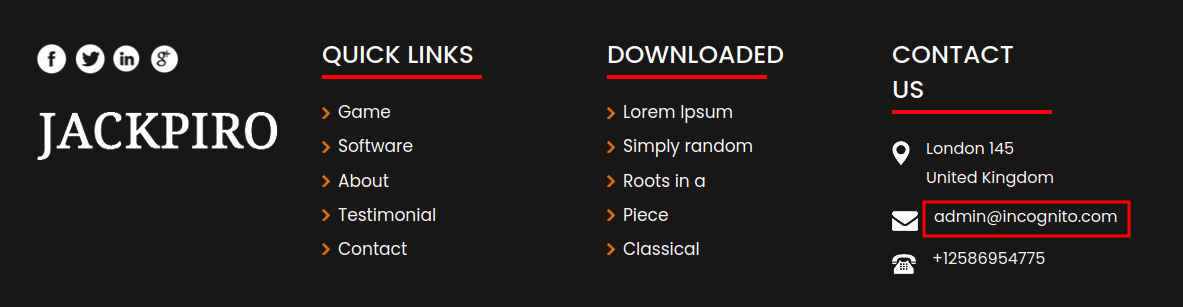 JACKPIRO
QUICK LINKS
Game
Software
About
Testimonial
Contact
DOWNLOADED
Lorem Ipsum
Simply random
Roots in a
Piece
Classical
CONTACT
US
London 145
United Kingdom
admin@incognito.com
+12586954775